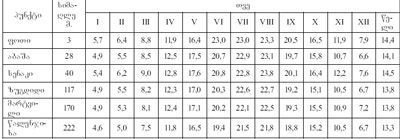 პუნქტი სიმაღლე მ. თვე წელი
I II III IV V VI VII VIII IX X XI XII
ფოთი 3 5,7 6,4 8,8 11,9 16,4 23,0 23,0 23,3 20,5 16,5 11,9 7,9 14,4
აბაშა 28 4,9 5,5 8,5 12,5 17,5 20,7 22,9 23,1 19,7 15,8 10,7 6,6 14,1
სენაკი 40 5,4 6,2 9,0 12,8 17,6 20,8 22,8 23,8 20,1 16,4 12,2 7,6 14,5
ზუგდიდი 117 4,9 5,5 8,2 12,3 17,0 20,3 22,6 22,7 19,2 15,1 10,5 6,7 13,8
მარტვილი 170 4,9 5,3 8,1 12,4 17,1 20,2 22,1 22,5 19,3 15,5 10,9 7,2 13,8
წალენჯიხა 222 4,6 5,0 7,5 11,8 16,5 19,4 21,5 21,8 18,8 15,2 10,5 6,7 13,3